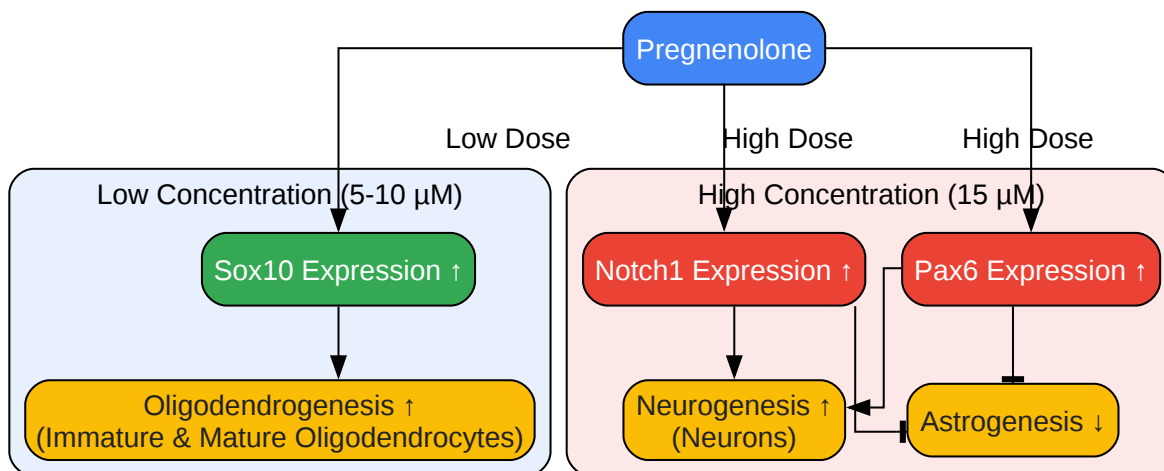 Pregnenolone
Low Dose
High Dose
High Dose
Low Concentration (5-10 µM)
High Concentration (15 µM)
Sox10 Expression ↑
Notch1 Expression ↑
Pax6 Expression ↑
Oligodendrogenesis ↑
(Immature & Mature Oligodendrocytes)
Neurogenesis ↑
(Neurons)
Astrogenesis ↓